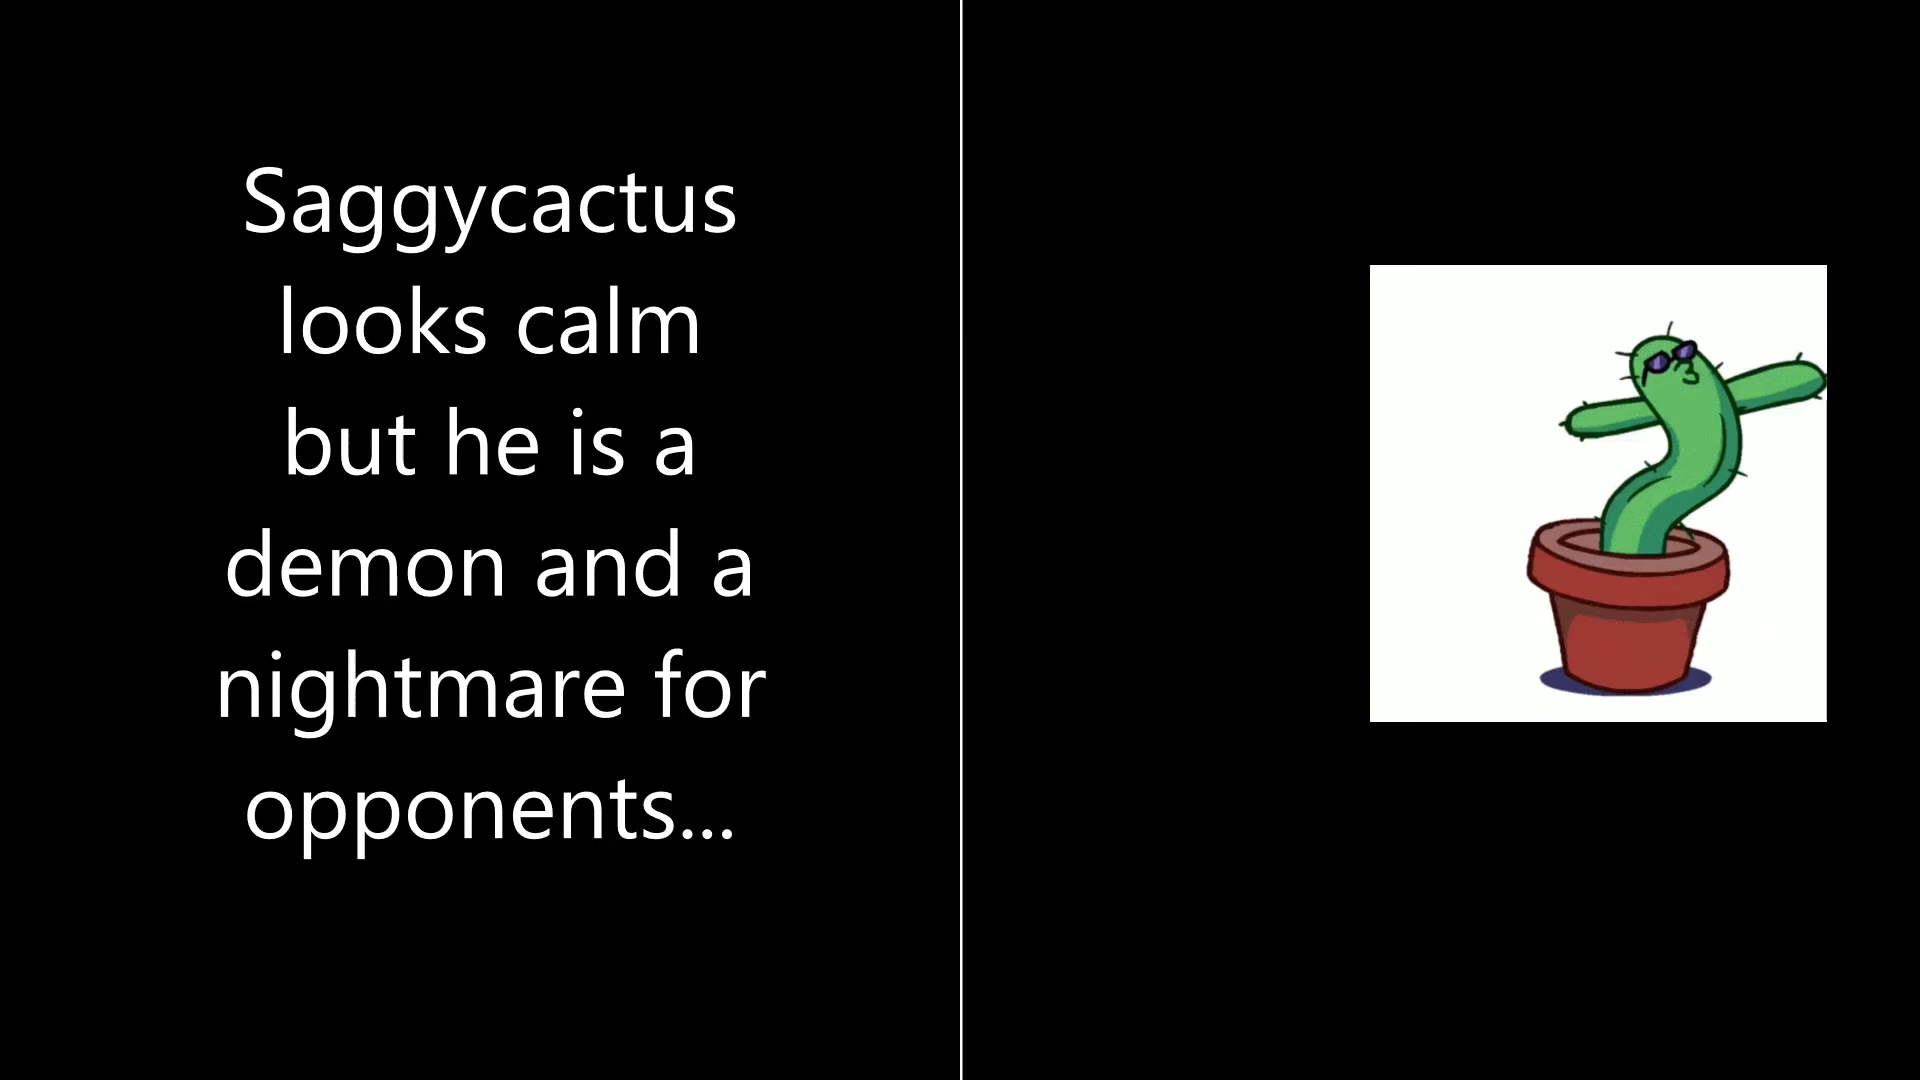 Saggycactus
looks calm
but he is a
demon and a
nightmare for
opponents...